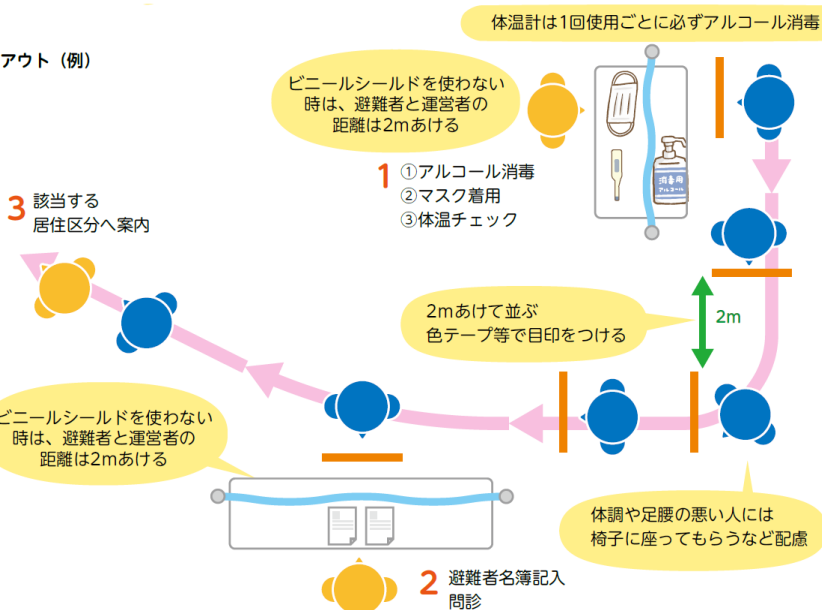 体温計は1回使用ごとに必ずアルコール消毒
アウト（例）
ビニールシールドを使わない
時は、避難者と運営者の
距離は2mあける
1 ①アルコール消毒
②マスク着用
③体温チェック
消毒用
アルコール
3 該当する
居住区分へ案内
2mあけて並ぶ
色テープ等で目印をつける
2m
ビニールシールドを使わない
時は、避難者と運営者の
距離は2mあける
体調や足腰の悪い人には
椅子に座ってもらうなど配慮
2 避難者名簿記入
問診